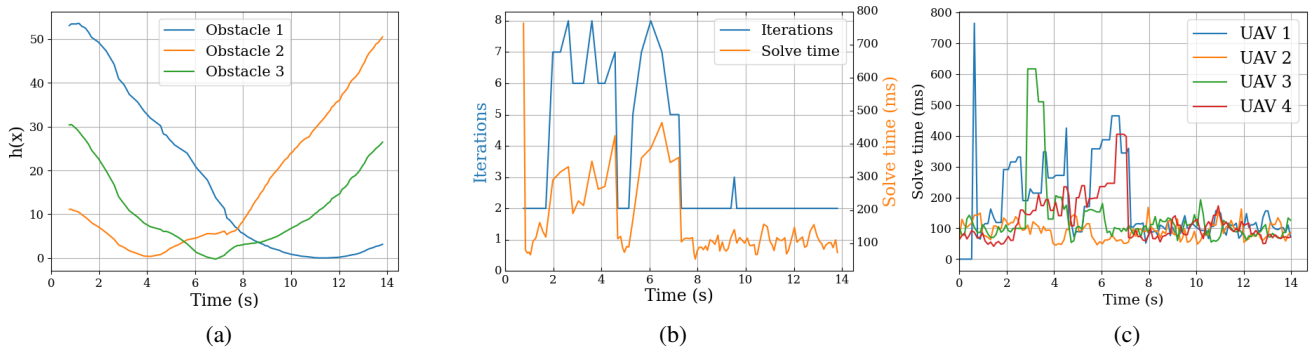 50
40
30
20
10
0
h(x)
0
2
4
6
8
10
12
14
Time (s)
Obstacle 1
Obstacle 2
Obstacle 3
(a)
8
7
6
5
4
3
2
1
0
Iterations
0
2
4
6
8
10
12
14
Time (s)
Iterations
Solve time
800
700
600
500
400
300
200
100
Solve time (ms)
(b)
800
600
400
200
0
Solve time (ms)
0
2
4
6
8
10
12
14
Time (s)
UAV 1
UAV 2
UAV 3
UAV 4
(c)